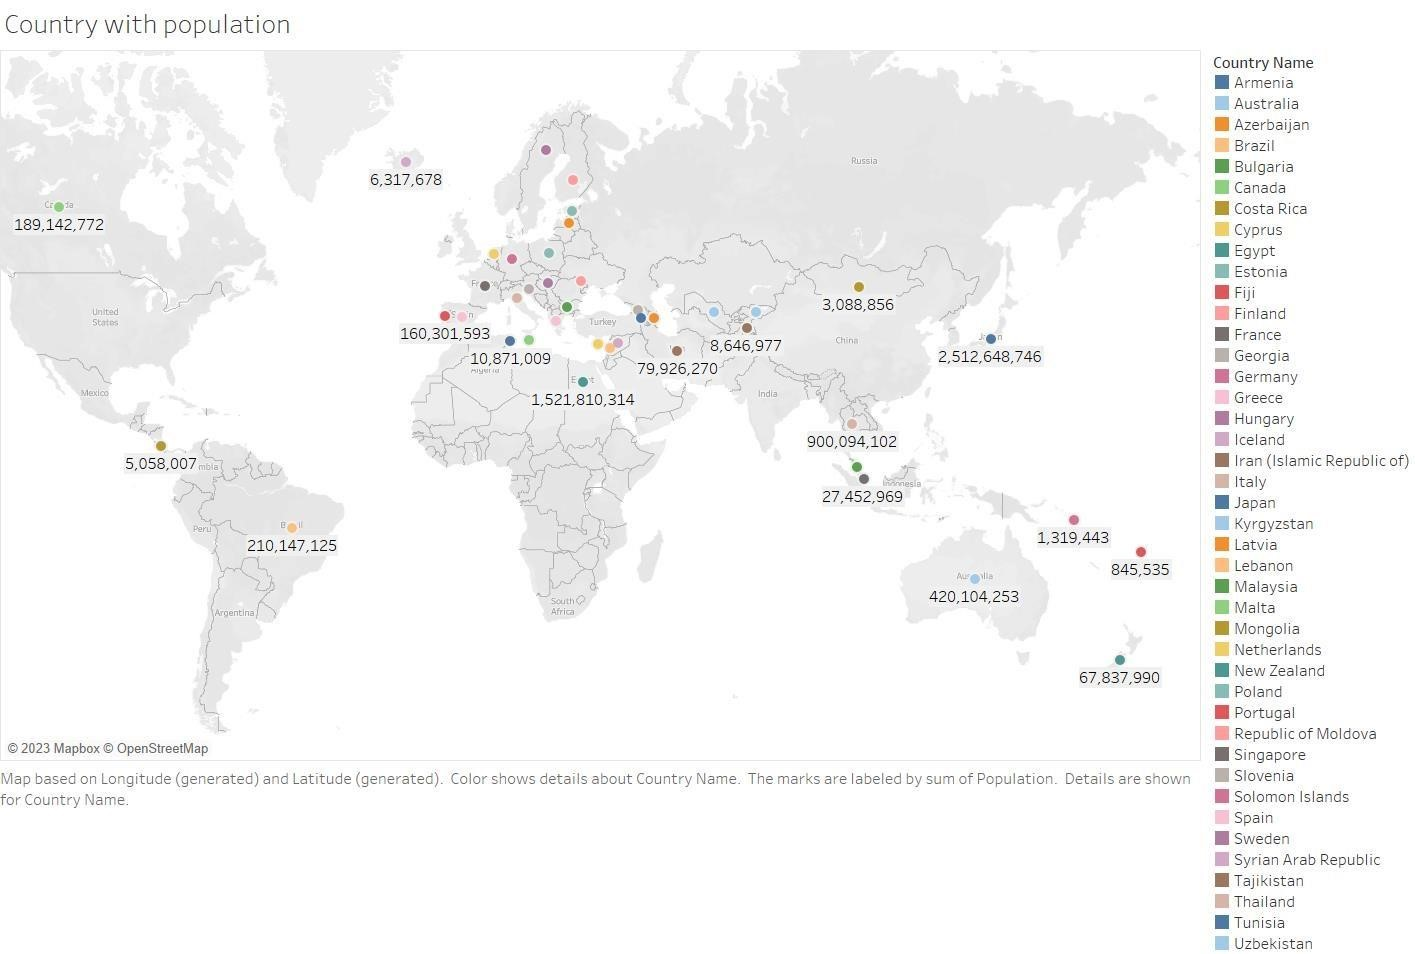 Country with population
Russia
Canada
189,142,772
6,317,678
United
States
Mexico
5,058,007
mbia
Peru
210,147,125
Argentina
160,301,593
10,871,009
Algeria
Turkey
1,521,810,314
79,926,270
8,646,977
3,088,856
China
2,512,648,746
India
900,094,102
27,452,969
Indonesia
1,319,443
845,535
420,104,253
67,837,990
South
Africa
© 2023 Mapbox © OpenStreetMap
Map based on Longitude (generated) and Latitude (generated). Color shows details about Country Name. The marks are labeled by sum of Population. Details are shown
for Country Name.
Country Name
Armenia
Australia
Azerbaijan
Brazil
Bulgaria
Canada
Costa Rica
Cyprus
Egypt
Estonia
Fiji
Finland
France
Georgia
Germany
Greece
Hungary
Iceland
Iran (Islamic Republic of)
Italy
Japan
Kyrgyzstan
Latvia
Lebanon
Malaysia
Malta
Mongolia
Netherlands
New Zealand
Poland
Portugal
Republic of Moldova
Singapore
Slovenia
Solomon Islands
Spain
Sweden
Syrian Arab Republic
Tajikistan
Thailand
Tunisia
Uzbekistan